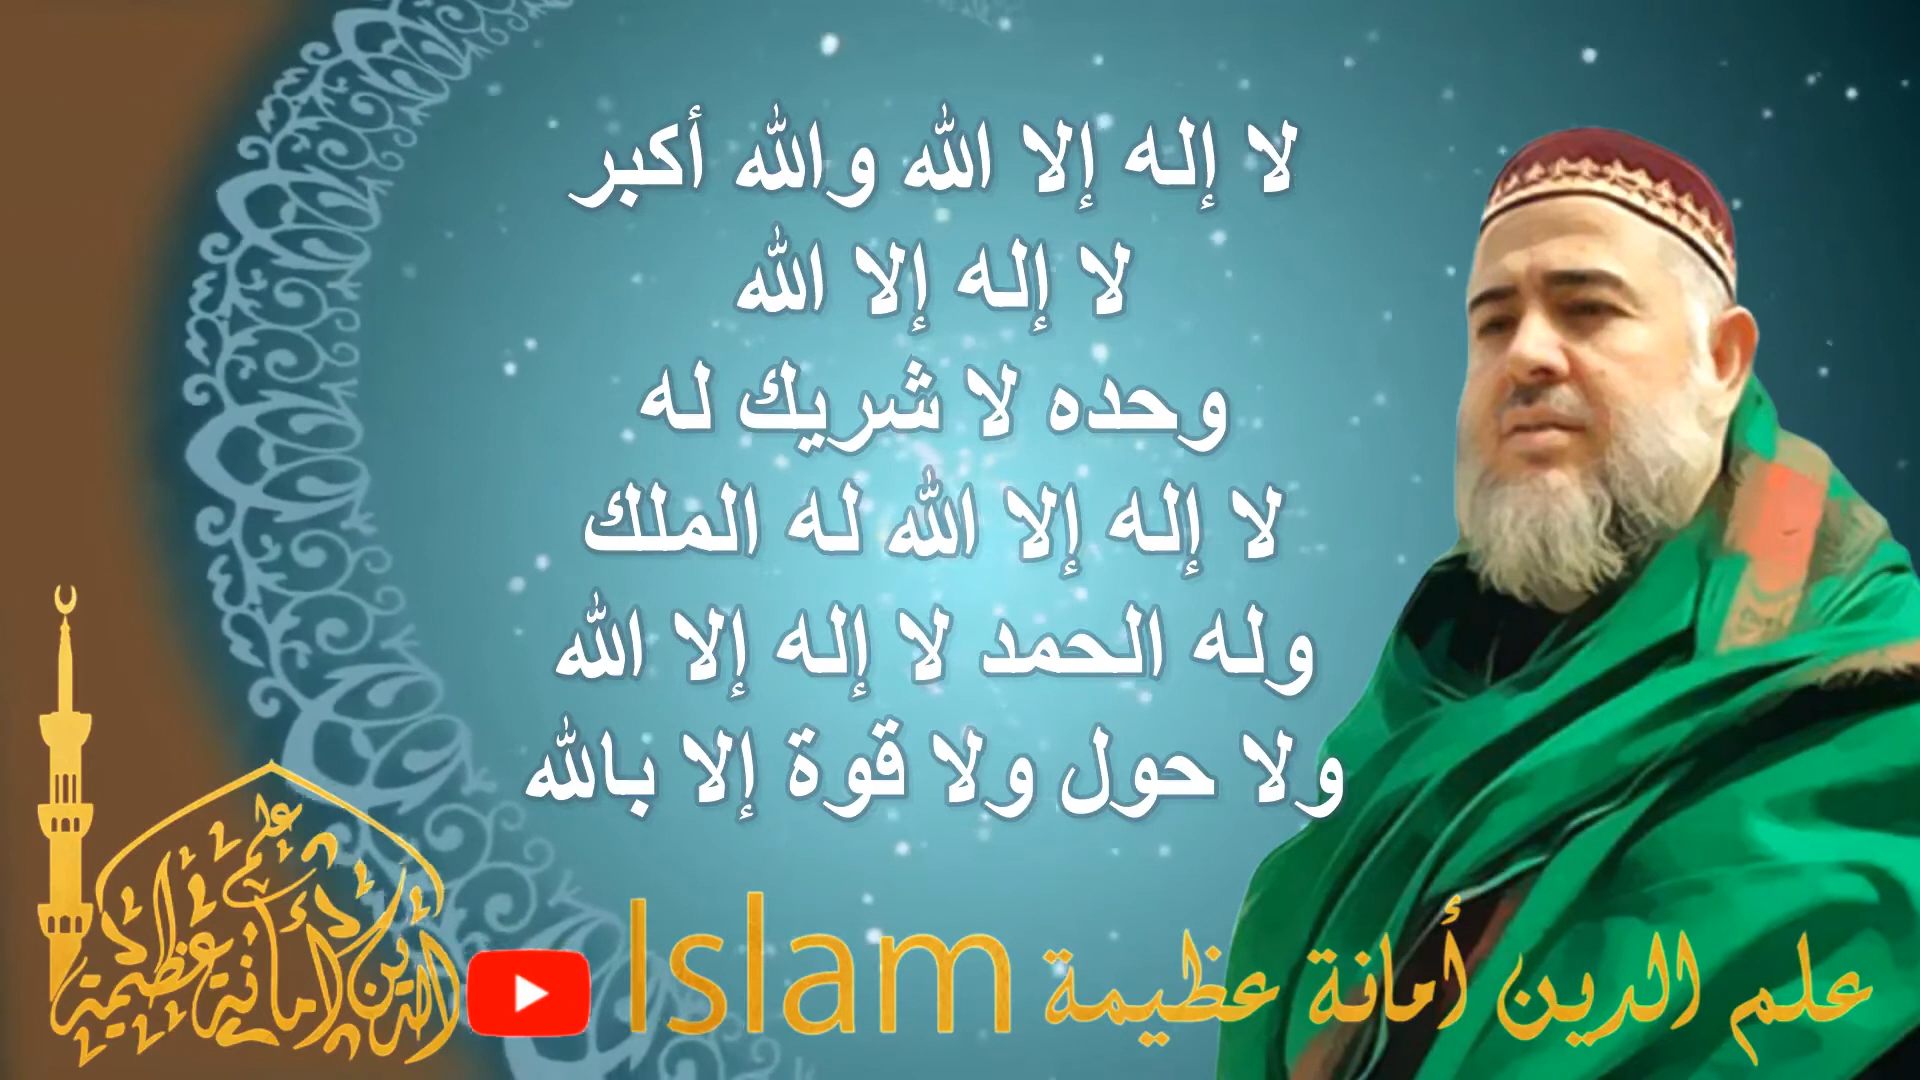 لا إله إلا الله والله أكبر
لا إله إلا الله
وحده لا شريك له
لا إله إلا الله له الملك
وله الحمد لا إله إلا الله
ولا حول ولا قوة إلا بالله
علم الدين أمانة عظيمة Islam
علم
الدين أمانة عظيمة